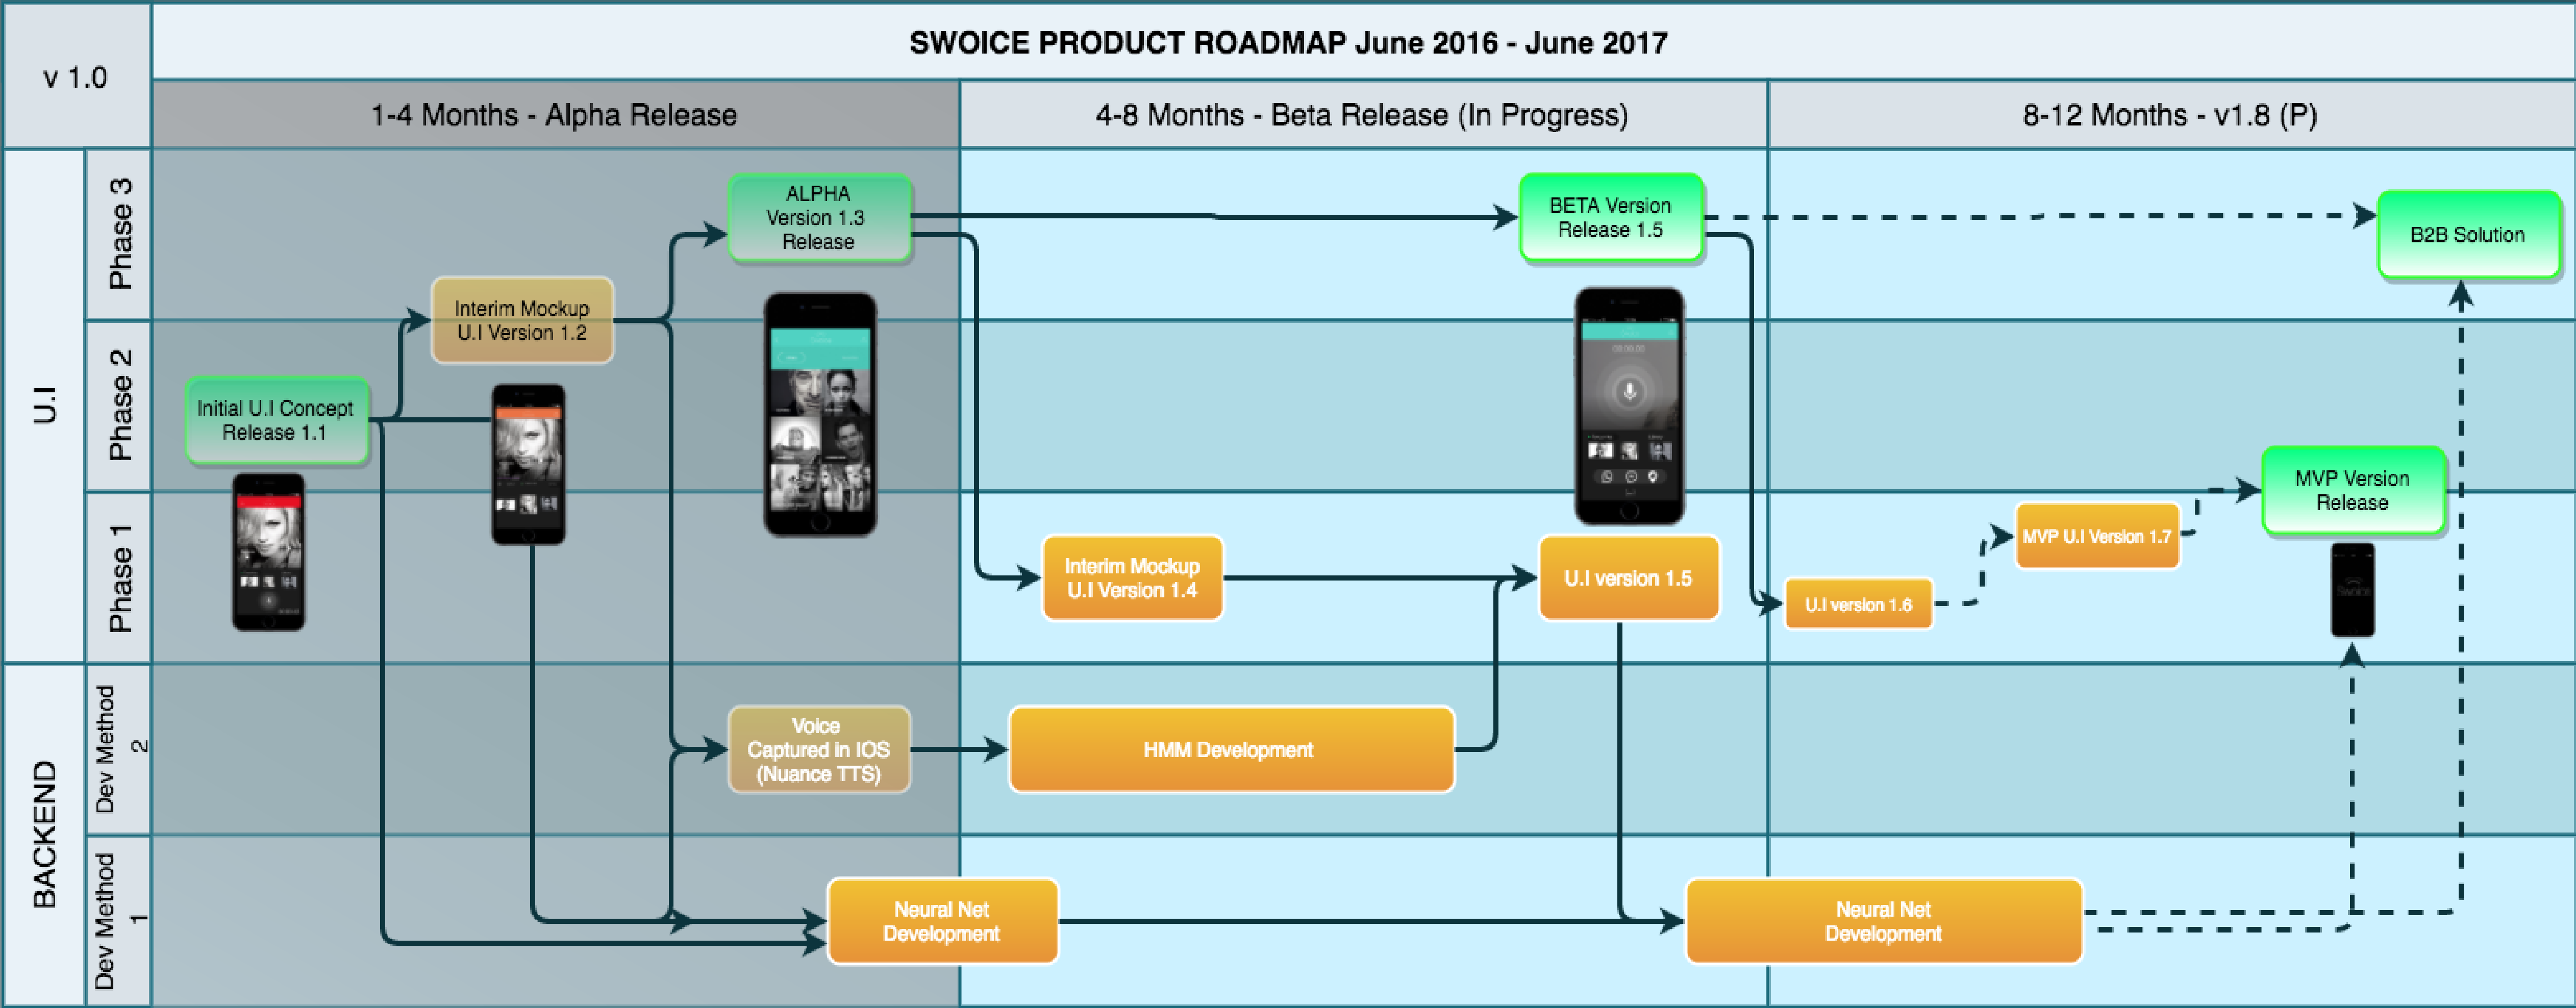 v 1.0
SWOICE PRODUCT ROADMAP June 2016 - June 2017
1-4 Months - Alpha Release
4-8 Months - Beta Release (In Progress)
8-12 Months - v1.8 (P)
U.I
Phase 3
Phase 2
Phase 1
ALPHA
Version 1.3
Release
BETA Version
Release 1.5
B2B Solution
Interim Mockup
U.I Version 1.2
Initial U.I Concept
Release 1.1
00:00:00
MVP Version
Release
MVP U.I Version 1.7
Interim Mockup
U.I Version 1.4
U.I version 1.5
U.I version 1.6
Swoice
BACKEND
Dev Method
2
Dev Method
1
Voice
Captured in IOS
(Nuance TTS)
HMM Development
Neural Net
Development
Neural Net
Development